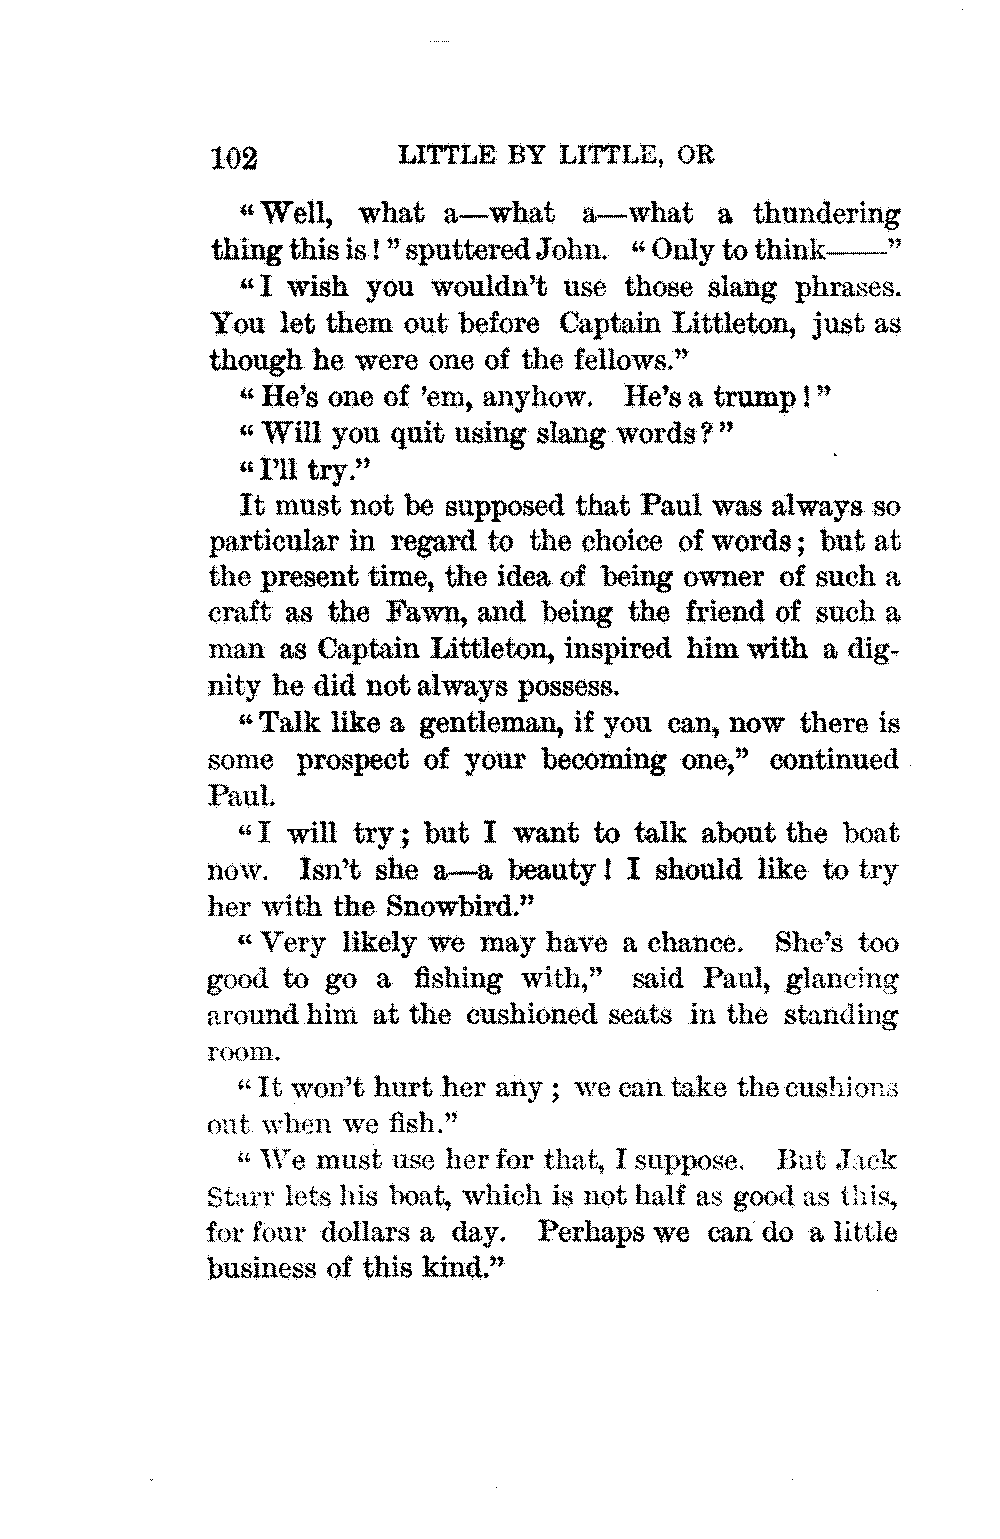 102 LITTLE BY LITTLE, OR
“Well, what a—what a—what a thundering
thing this is!” sputtered John. “Only to think——”
“I wish you wouldn’t use those slang phrases.
You let them out before Captain Littleton, just as
though he were one of the fellows.”
“He’s one of ’em, anyhow. He’s a trump!”
“Will you quit using slang words?”
“I’ll try.”
It must not be supposed that Paul was always so
particular in regard to the choice of words; but at
the present time, the idea of being owner of such a
craft as the Fawn, and being the friend of such a
man as Captain Littleton, inspired him with a dig-
nity he did not always possess.
“Talk like a gentleman, if you can, now there is
some prospect of your becoming one,” continued
Paul.
“I will try; but I want to talk about the boat
now. Isn’t she a—a beauty! I should like to try
her with the Snowbird.”
“Very likely we may have a chance. She’s too
good to go a fishing with,” said Paul, glancing
around him at the cushioned seats in the standing
room.
“It won’t hurt her any; we can take the cushions
out when we fish.”
“We must use her for that, I suppose. But Jack
Starr lets his boat, which is not half as good as this,
for four dollars a day. Perhaps we can do a little
business of this kind.”